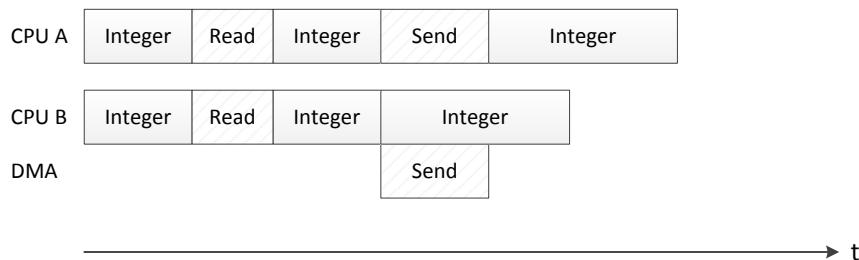 CPU A Integer Read Integer Send Integer
CPU B Integer Read Integer Integer
DMA Send
t